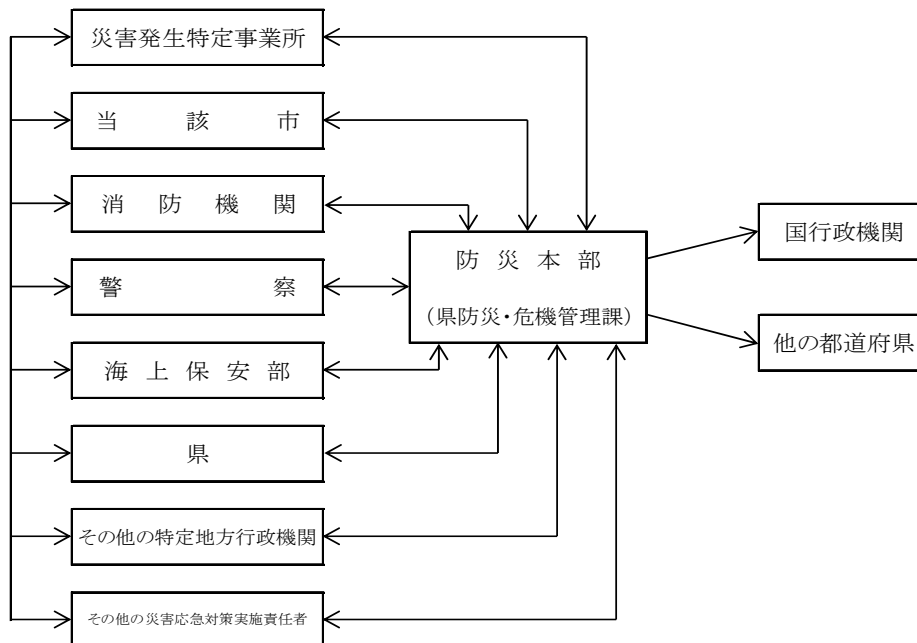 災害発生特定事業所
当該市
消防機関
警察
海上保安部
県
その他の特定地方行政機関
その他の災害応急対策実施責任者
防災本部
（県防災・危機管理課）
国行政機関
他の都道府県